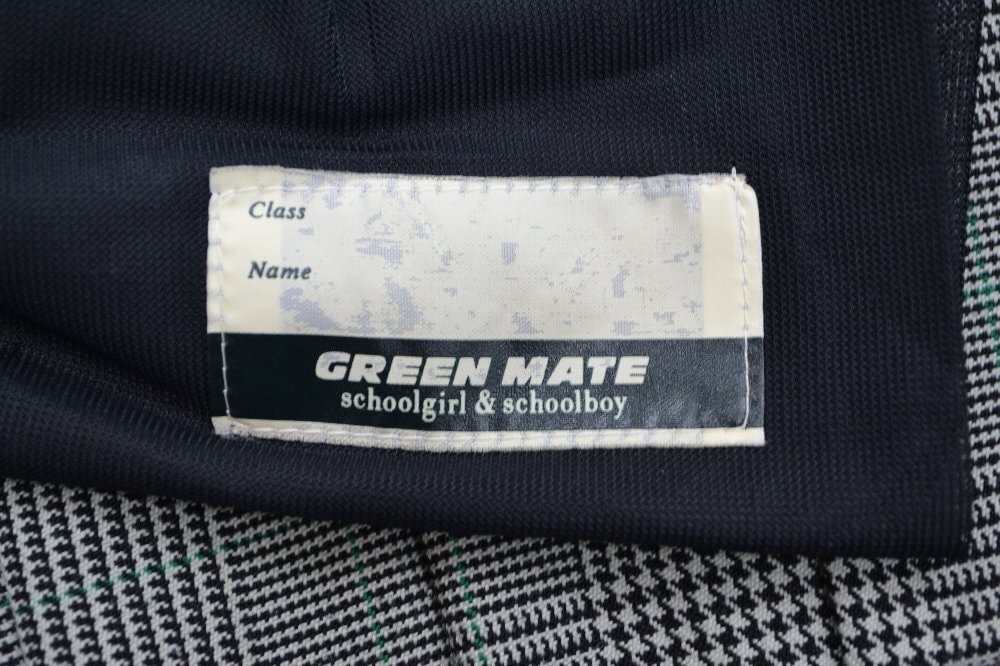 Class
Name
GREEN MATE
schoolgirl & schoolboy